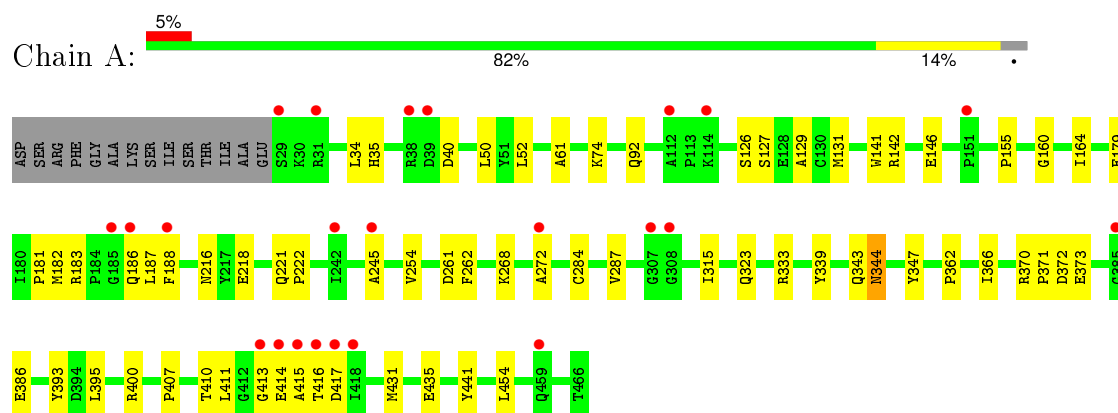 5%
Chain A:
82% 14% •
ASP SER ARG PHE GLY ALA LYS SER ILE SER THR ILE ALA GLU S29 K30 R31 L34 H35 R38 D39 D40 L50 Y51 L52 A61 K74 Q92 A112 P113 K114 S126 S127 E128 A129 C130 M131 W141 R142 E146 P151 P155 G160 I164
I180 P181 M182 R183 P184 G185 Q186 L187 F188 N216 Y217 E218 Q221 P222 I242 A245 V254 D261 F262 K268 A272 C284 V287 G307 G308 I315 Q323 R333 Y339 Q343 N344 Y347 P362 I366 R370 P371 D372 E373
E386 Y393 D394 L395 R400 P407 T410 L411 G412 G413 E414 A415 T416 D417 I418 M431 E435 Y441 L454 Q459 T466